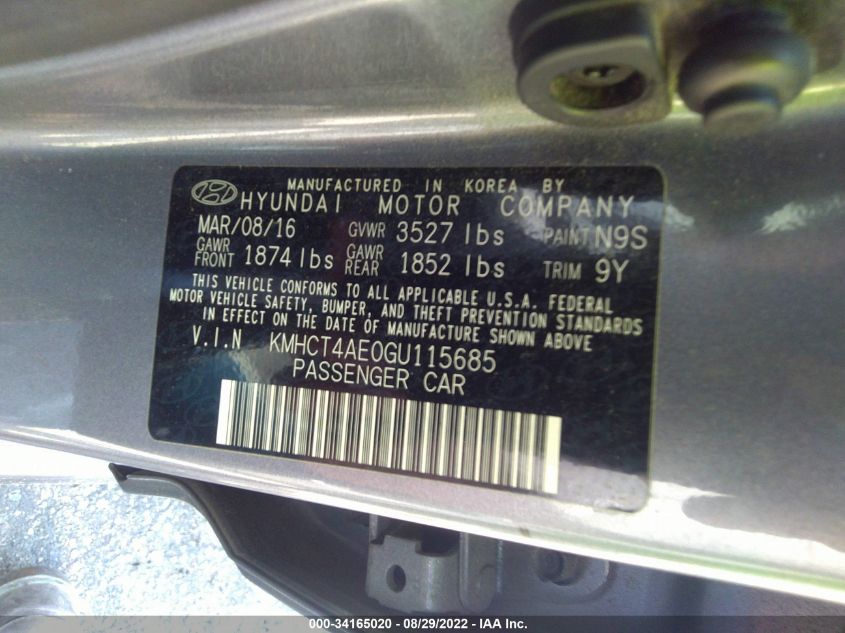 MANUFACTURED IN KOREA BY
HYUNDAI MOTOR COMPANY
MAR/08/16 GVWR 3527 lbs PAINT N9S
GAWR FRONT 1874 lbs GAWR REAR 1852 lbs TRIM 9Y
THIS VEHICLE CONFORMS TO ALL APPLICABLE U.S.A. FEDERAL
MOTOR VEHICLE SAFETY, BUMPER, AND THEFT PREVENTION STANDARDS
IN EFFECT ON THE DATE OF MANUFACTURE SHOWN ABOVE
V.I.N KMHCT4AE0GU115685
PASSENGER CAR
000-34165020 - 08/29/2022 - IAA Inc.